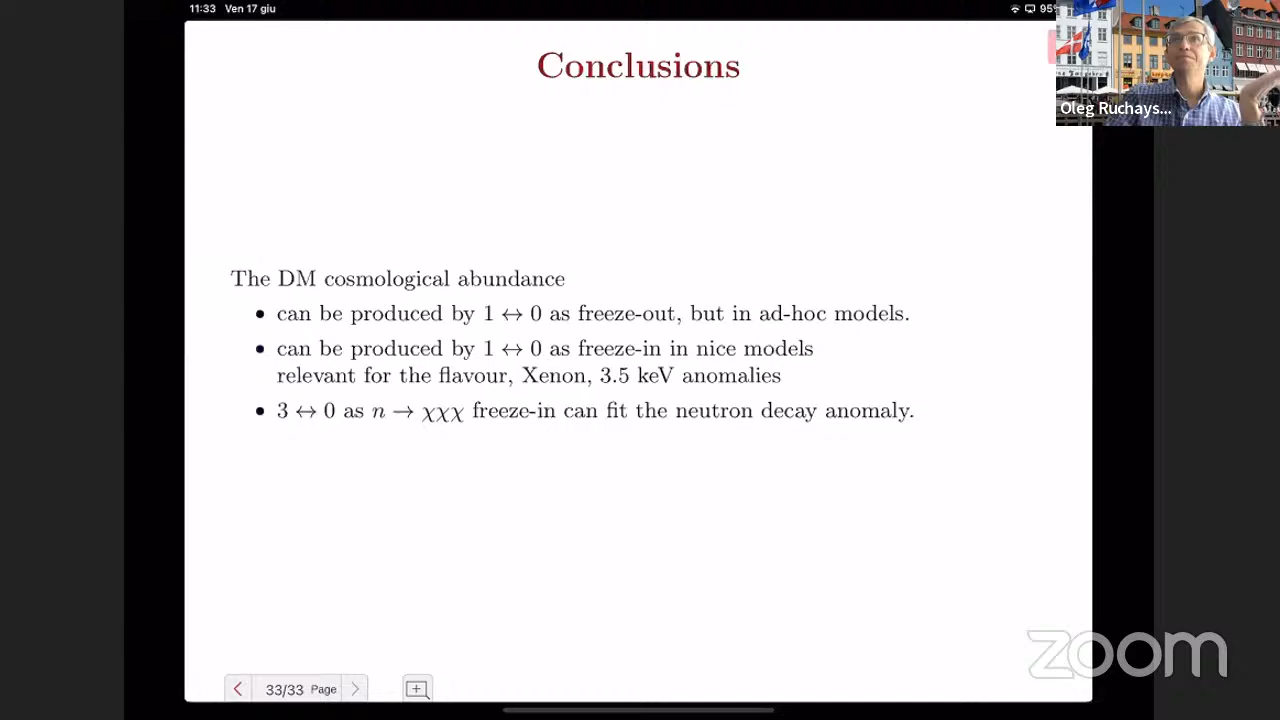 11:33 Ven 17 giu
95%
Conclusions
Oleg Ruchays...
The DM cosmological abundance
• can be produced by 1 ↔ 0 as freeze-out, but in ad-hoc models.
• can be produced by 1 ↔ 0 as freeze-in in nice models
relevant for the flavour, Xenon, 3.5 keV anomalies
• 3 ↔ 0 as n → χχχ freeze-in can fit the neutron decay anomaly.
zoom
33/33 Page